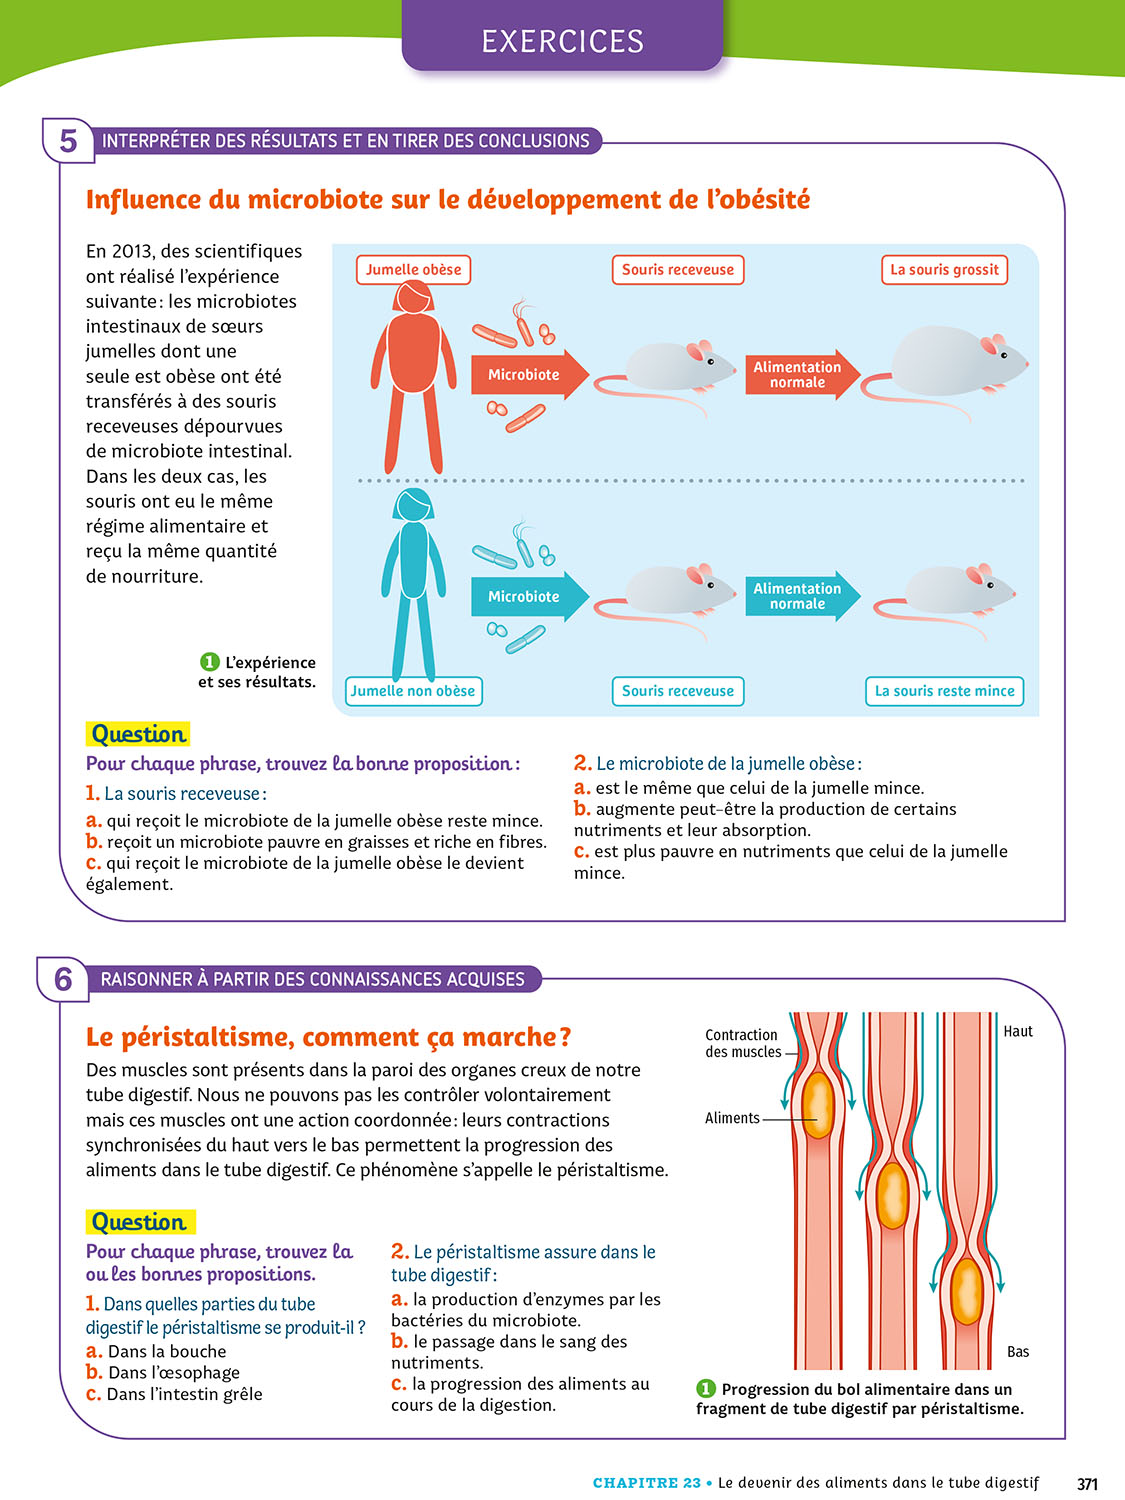 EXERCICES
5 INTERPRÉTER DES RÉSULTATS ET EN TIRER DES CONCLUSIONS
Influence du microbiote sur le développement de l'obésité
En 2013, des scientifiques
ont réalisé l'expérience
suivante : les microbiotes
intestinaux de sœurs
jumelles dont une
seule est obèse ont été
transférés à des souris
receveuses dépourvues
de microbiote intestinal.
Dans les deux cas, les
souris ont eu le même
régime alimentaire et
reçu la même quantité
de nourriture.
1 L'expérience
et ses résultats.
Jumelle obèse
Souris receveuse
La souris grossit
Microbiote
Alimentation
normale
Microbiote
Alimentation
normale
Jumelle non obèse
Souris receveuse
La souris reste mince
Question
Pour chaque phrase, trouvez la bonne proposition :
1. La souris receveuse :
a. qui reçoit le microbiote de la jumelle obèse reste mince.
b. reçoit un microbiote pauvre en graisses et riche en fibres.
c. qui reçoit le microbiote de la jumelle obèse le devient
également.
2. Le microbiote de la jumelle obèse :
a. est le même que celui de la jumelle mince.
b. augmente peut-être la production de certains
nutriments et leur absorption.
c. est plus pauvre en nutriments que celui de la jumelle
mince.
6 RAISONNER À PARTIR DES CONNAISSANCES ACQUISES
Le péristaltisme, comment ça marche ?
Des muscles sont présents dans la paroi des organes creux de notre
tube digestif. Nous ne pouvons pas les contrôler volontairement
mais ces muscles ont une action coordonnée : leurs contractions
synchronisées du haut vers le bas permettent la progression des
aliments dans le tube digestif. Ce phénomène s'appelle le péristaltisme.
Question
Pour chaque phrase, trouvez la
ou les bonnes propositions.
1. Dans quelles parties du tube
digestif le péristaltisme se produit-il ?
a. Dans la bouche
b. Dans l'œsophage
c. Dans l'intestin grêle
2. Le péristaltisme assure dans le
tube digestif :
a. la production d'enzymes par les
bactéries du microbiote.
b. le passage dans le sang des
nutriments.
c. la progression des aliments au
cours de la digestion.
Contraction
des muscles
Aliments
Haut
Bas
1 Progression du bol alimentaire dans un
fragment de tube digestif par péristaltisme.
CHAPITRE 23 • Le devenir des aliments dans le tube digestif 371